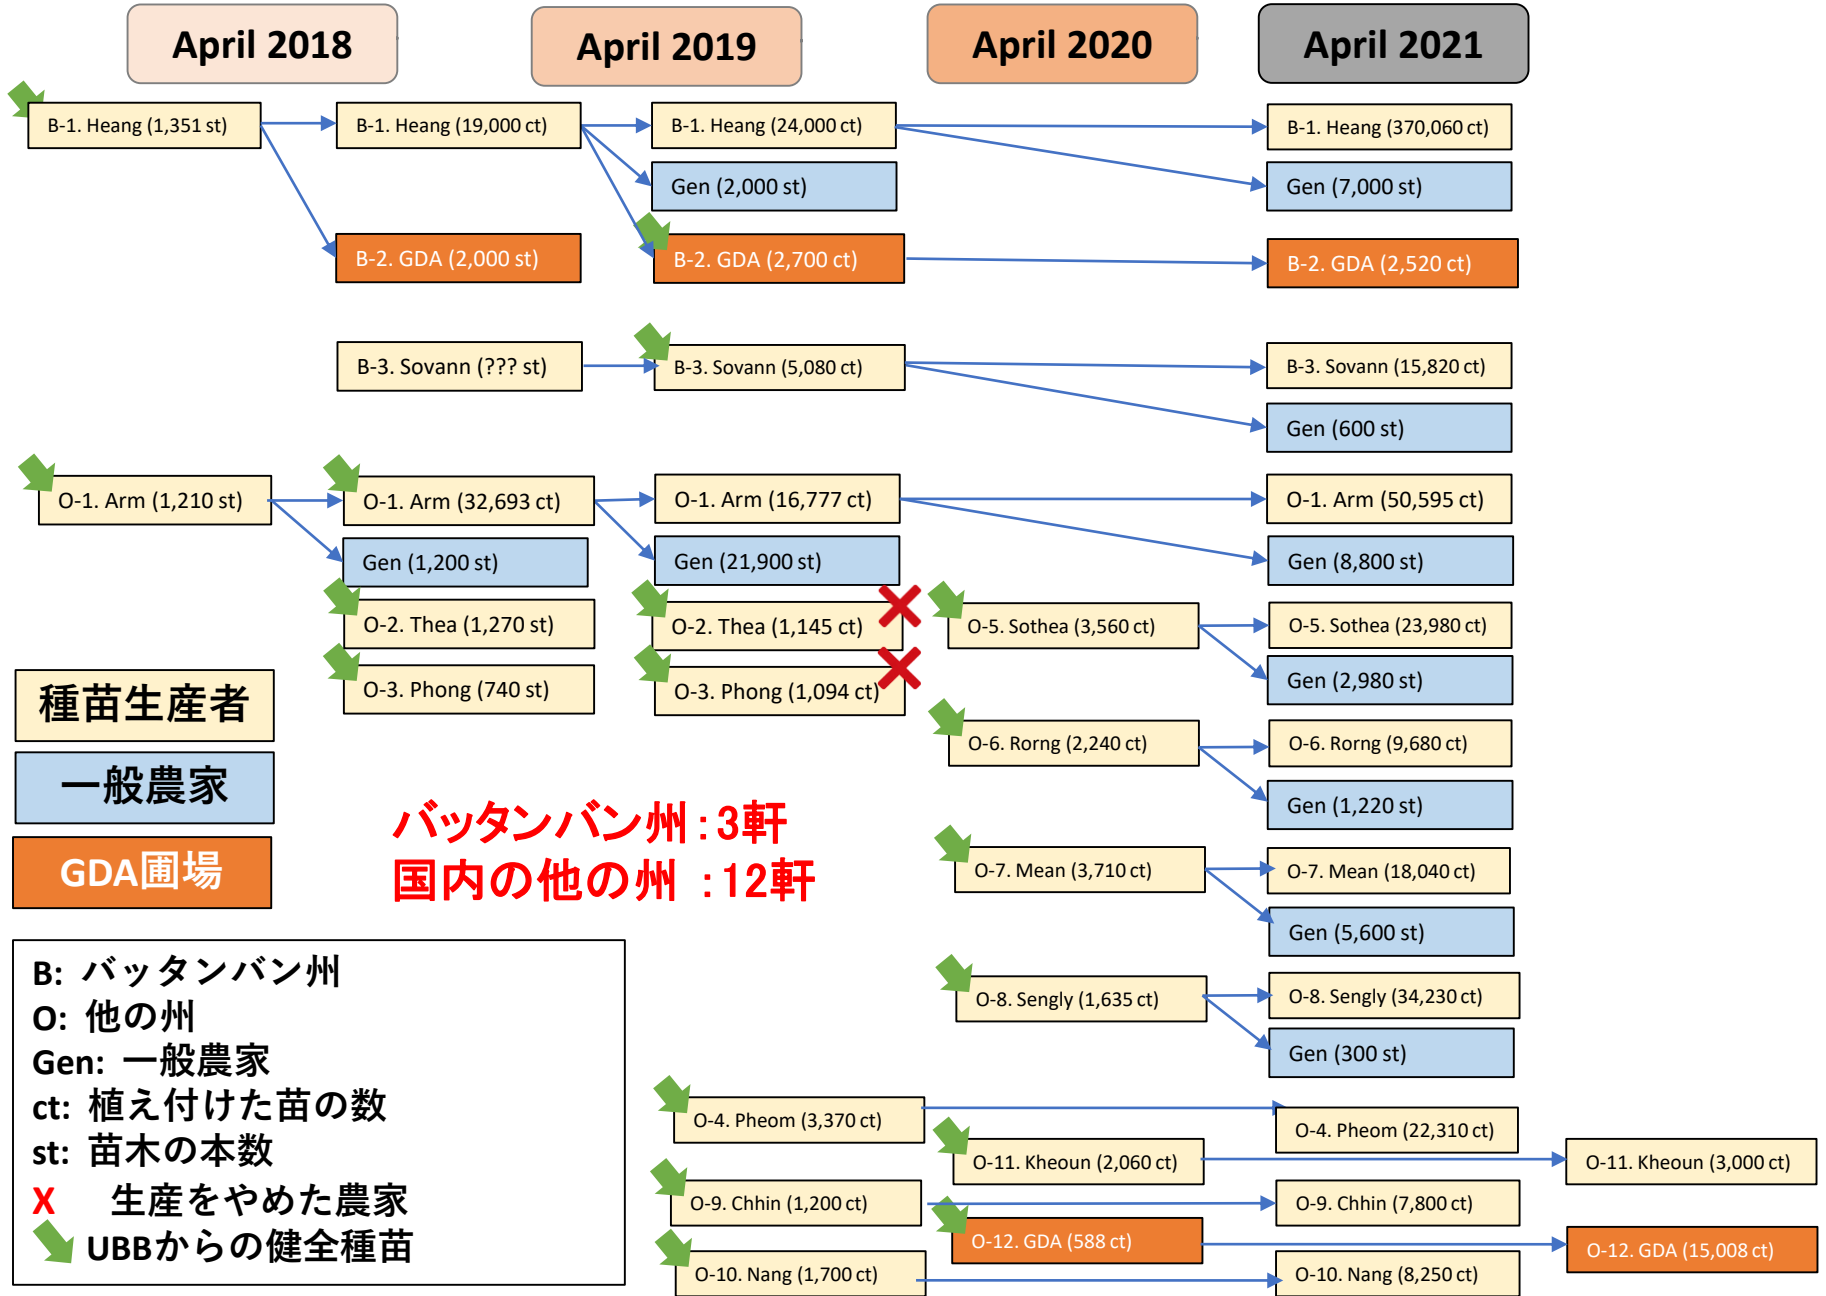 April 2018
April 2019
April 2020
April 2021
B-1. Heang (1,351 st)
B-1. Heang (19,000 ct)
B-1. Heang (24,000 ct)
B-1. Heang (370,060 ct)
Gen (2,000 st)
Gen (7,000 st)
B-2. GDA (2,000 st)
B-2. GDA (2,700 ct)
B-2. GDA (2,520 ct)
B-3. Sovann (??? st)
B-3. Sovann (5,080 ct)
B-3. Sovann (15,820 ct)
Gen (600 st)
O-1. Arm (1,210 st)
O-1. Arm (32,693 ct)
O-1. Arm (16,777 ct)
O-1. Arm (50,595 ct)
Gen (1,200 st)
Gen (21,900 st)
Gen (8,800 st)
O-2. Thea (1,270 st)
O-2. Thea (1,145 ct)
O-5. Sothea (3,560 ct)
O-5. Sothea (23,980 ct)
O-3. Phong (740 st)
O-3. Phong (1,094 ct)
Gen (2,980 st)
O-6. Rorng (2,240 ct)
O-6. Rorng (9,680 ct)
Gen (1,220 st)
O-7. Mean (3,710 ct)
O-7. Mean (18,040 ct)
Gen (5,600 st)
O-8. Sengly (1,635 ct)
O-8. Sengly (34,230 ct)
Gen (300 st)
O-4. Pheom (3,370 ct)
O-4. Pheom (22,310 ct)
O-11. Kheoun (2,060 ct)
O-11. Kheoun (3,000 ct)
O-9. Chhin (1,200 ct)
O-9. Chhin (7,800 ct)
O-12. GDA (588 ct)
O-12. GDA (15,008 ct)
O-10. Nang (1,700 ct)
O-10. Nang (8,250 ct)
種苗生産者
一般農家
GDA圃場
バッタンバン州:3軒
国内の他の州 :12軒
B: バッタンバン州
O: 他の州
Gen: 一般農家
ct: 植え付けた苗の数
st: 苗木の本数
X 生産をやめた農家
UBBからの健全種苗